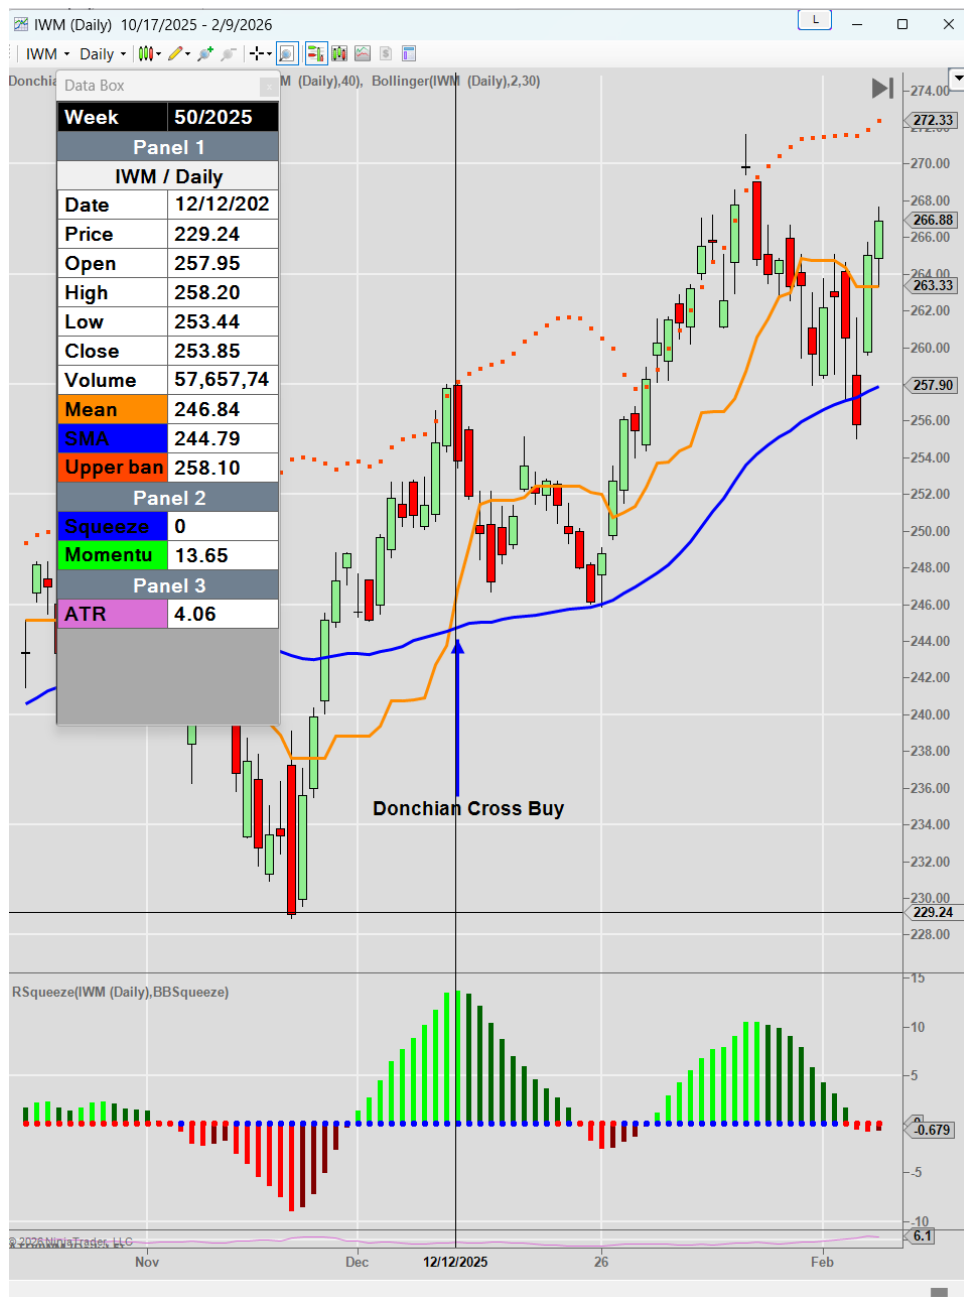 IWM (Daily)  10/17/2025 - 2/9/2026
L
IWM Daily
Donchia
M (Daily),40), Bollinger(IWM (Daily),2,30)
Data Box
Week 50/2025
Panel 1
IWM / Daily
Date 12/12/202
Price 229.24
Open 257.95
High 258.20
Low 253.44
Close 253.85
Volume 57,657,74
Mean 246.84
SMA 244.79
Upper ban 258.10
Panel 2
Squeeze 0
Momentu 13.65
Panel 3
ATR 4.06
274.00
272.33
270.00
268.00
266.88
266.00
264.00
263.33
262.00
260.00
257.90
256.00
254.00
252.00
250.00
248.00
246.00
244.00
242.00
240.00
238.00
236.00
234.00
232.00
230.00
229.24
228.00
Donchian Cross Buy
RSqueeze(IWM (Daily),BBSqueeze)
15
10
5
0
-0.679
-5
-10
6.1
© 2026 NinjaTrader, LLC
Nov
Dec
12/12/2025
26
Feb